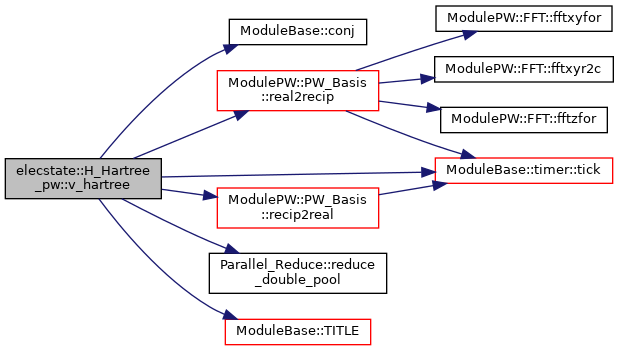 elecstate::H_Hartree
_pw::v_hartree
ModuleBase::conj
ModulePW::PW_Basis
::real2recip
ModulePW::FFT::fftxyfor
ModulePW::FFT::fftxyr2c
ModulePW::FFT::fftzfor
ModuleBase::timer::tick
ModulePW::PW_Basis
::recip2real
Parallel_Reduce::reduce
_double_pool
ModuleBase::TITLE